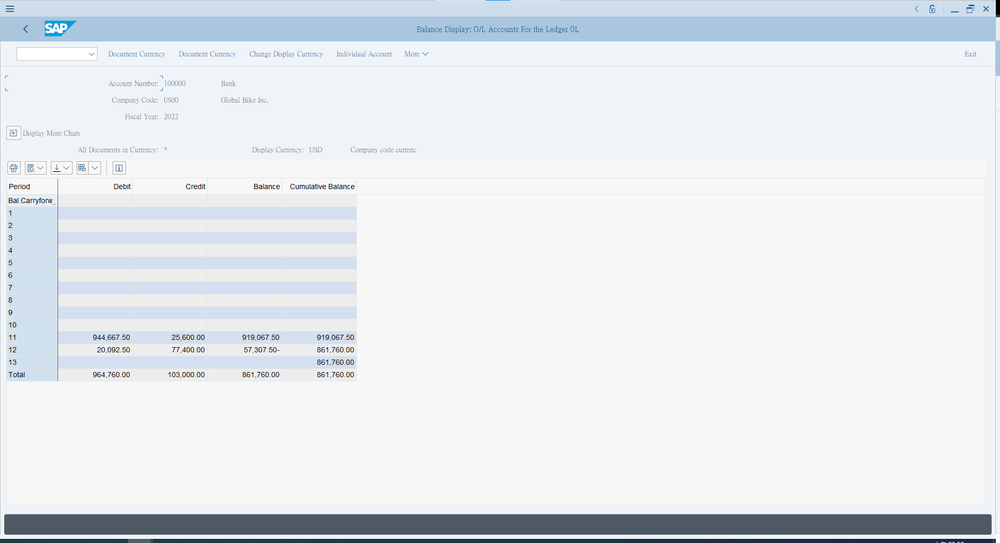 SAP
Balance Display: G/L Accounts For the Ledger 0L
Document Currency Document Currency Change Display Currency Individual Account More Exit
Account Number: 100000 Bank
Company Code: US00 Global Bike Inc.
Fiscal Year: 2022
Display More Chars
All Documents in Currency: * Display Currency: USD Company code currenc
Period Debit Credit Balance Cumulative Balance
Bal.Carryforw...
1
2
3
4
5
6
7
8
9
10
11 944,667.50 25,600.00 919,067.50 919,067.50
12 20,092.50 77,400.00 57,307.50- 861,760.00
13 861,760.00
Total 964,760.00 103,000.00 861,760.00 861,760.00